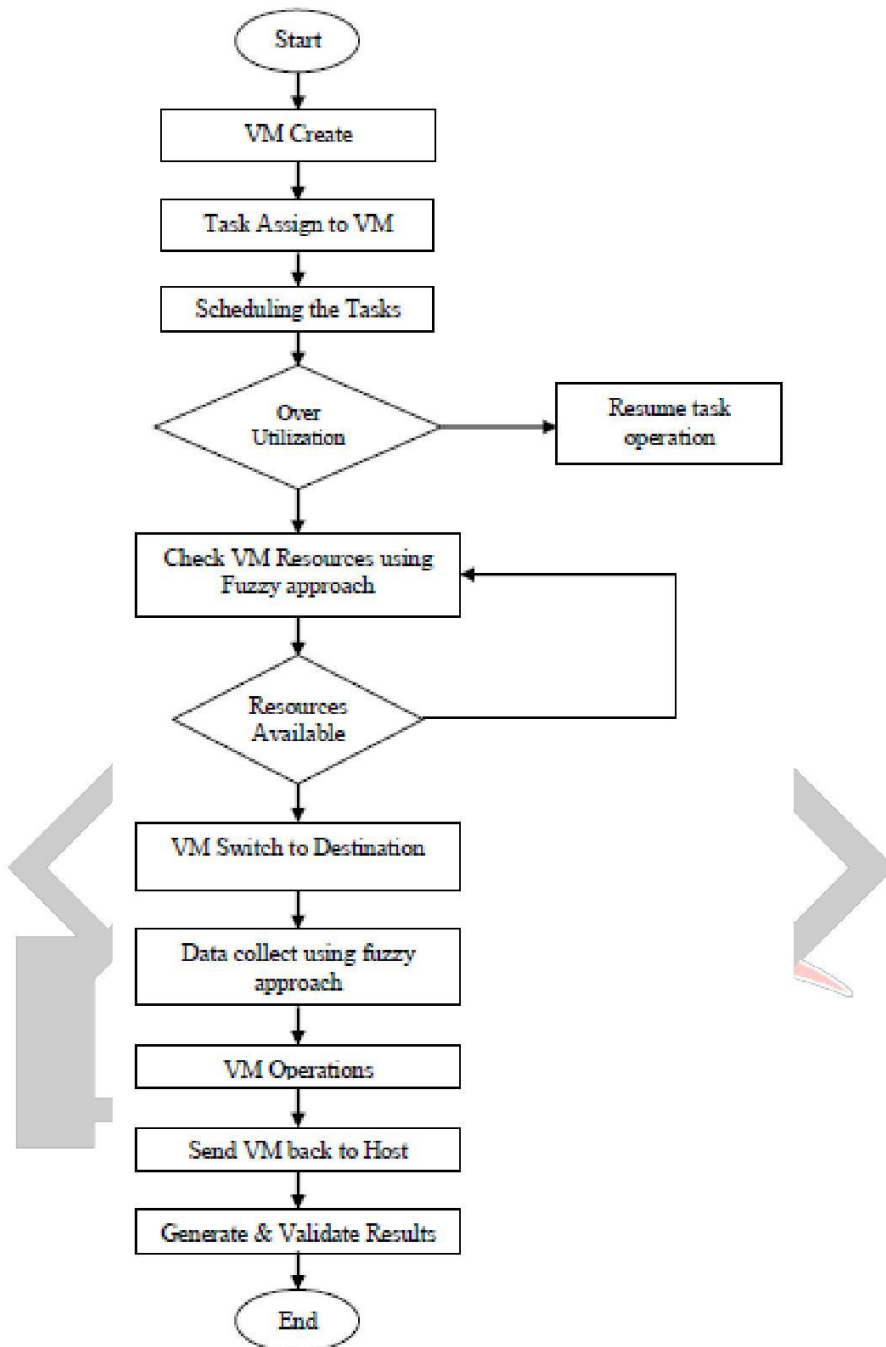 Start
VM Create
Task Assign to VM
Scheduling the Tasks
Over
Utilization
Resume task
operation
Check VM Resources using
Fuzzy approach
Resources
Available
VM Switch to Destination
Data collect using fuzzy
approach
VM Operations
Send VM back to Host
Generate & Validate Results
End